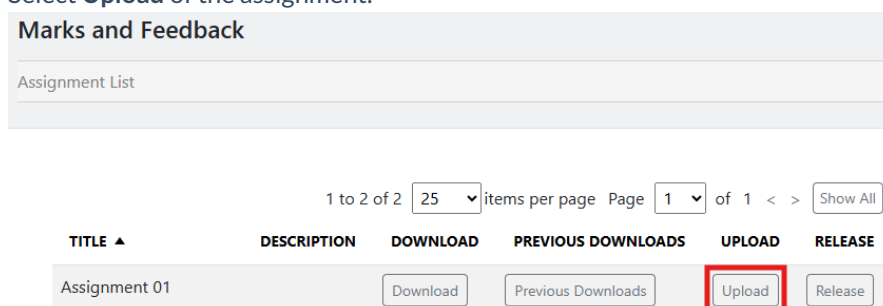 Select Upload of the assignment.
Marks and Feedback
Assignment List
1 to 2 of 2 25 items per page Page 1 of 1 < > Show All
TITLE ▲ DESCRIPTION DOWNLOAD PREVIOUS DOWNLOADS UPLOAD RELEASE
Assignment 01 Download Previous Downloads Upload Release